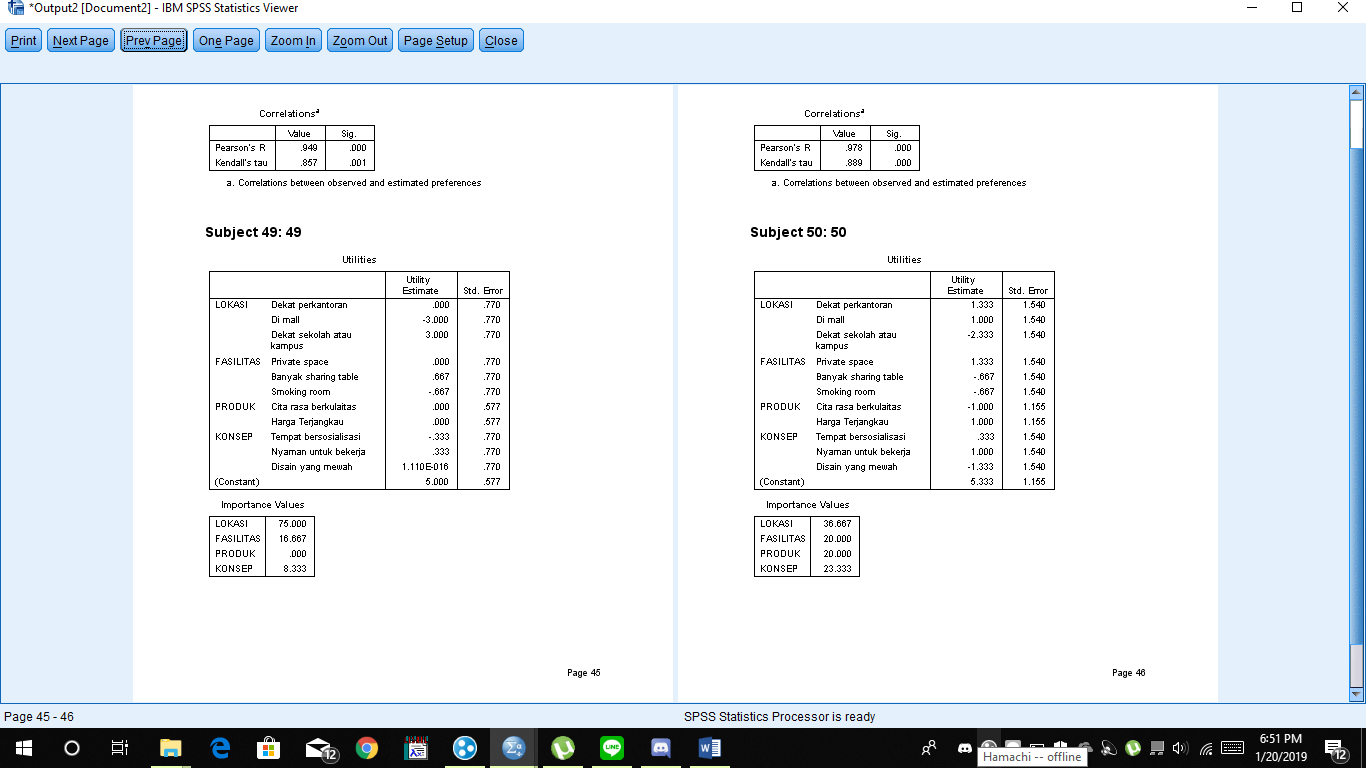 *Output2 [Document2] - IBM SPSS Statistics Viewer
Print Next Page Prev Page One Page Zoom In Zoom Out Page Setup Close
Correlationsa
Value Sig.
Pearson's R .949 .000
Kendall's tau .857 .001
a. Correlations between observed and estimated preferences
Subject 49: 49
Utilities
Utility Estimate Std. Error
LOKASI Dekat perkantoran .000 .770
Di mall -3.000 .770
Dekat sekolah atau kampus 3.000 .770
FASILITAS Private space .000 .770
Banyak sharing table .667 .770
Smoking room -.667 .770
PRODUK Cita rasa berkulaitas .000 .577
Harga Terjangkau .000 .577
KONSEP Tempat bersosialisasi -.333 .770
Nyaman untuk bekerja .333 .770
Disain yang mewah 1.110E-016 .770
(Constant) 5.000 .577
Importance Values
LOKASI 75.000
FASILITAS 16.667
PRODUK .000
KONSEP 8.333
Page 45
Correlationsa
Value Sig.
Pearson's R .978 .000
Kendall's tau .889 .000
a. Correlations between observed and estimated preferences
Subject 50: 50
Utilities
Utility Estimate Std. Error
LOKASI Dekat perkantoran 1.333 1.540
Di mall 1.000 1.540
Dekat sekolah atau kampus -2.333 1.540
FASILITAS Private space 1.333 1.540
Banyak sharing table -.667 1.540
Smoking room -.667 1.540
PRODUK Cita rasa berkulaitas -1.000 1.155
Harga Terjangkau 1.000 1.155
KONSEP Tempat bersosialisasi .333 1.540
Nyaman untuk bekerja 1.000 1.540
Disain yang mewah -1.333 1.540
(Constant) 5.333 1.155
Importance Values
LOKASI 36.667
FASILITAS 20.000
PRODUK 20.000
KONSEP 23.333
Page 46
Page 45 - 46 SPSS Statistics Processor is ready
12
LINE
Hamachi -- offline
6:51 PM
1/20/2019
12